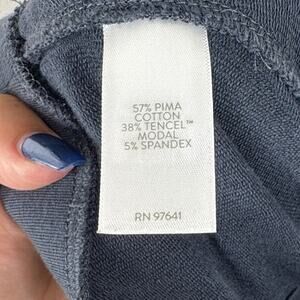 57% PIMA
COTTON
38% TENCEL™
MODAL
5% SPANDEX
RN 97641